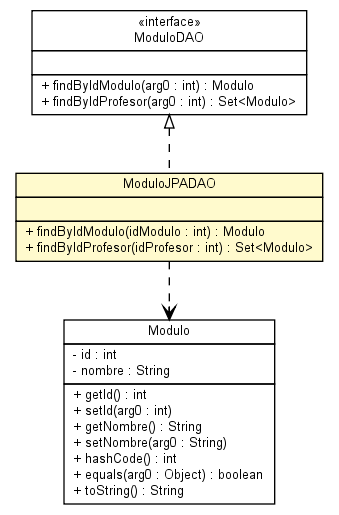 «interface»
ModuloDAO
+ findByIdModulo(arg0 : int) : Modulo
+ findByIdProfesor(arg0 : int) : Set<Modulo>
ModuloJPADAO
+ findByIdModulo(idModulo : int) : Modulo
+ findByIdProfesor(idProfesor : int) : Set<Modulo>
Modulo
- id : int
- nombre : String
+ getId() : int
+ setId(arg0 : int)
+ getNombre() : String
+ setNombre(arg0 : String)
+ hashCode() : int
+ equals(arg0 : Object) : boolean
+ toString() : String